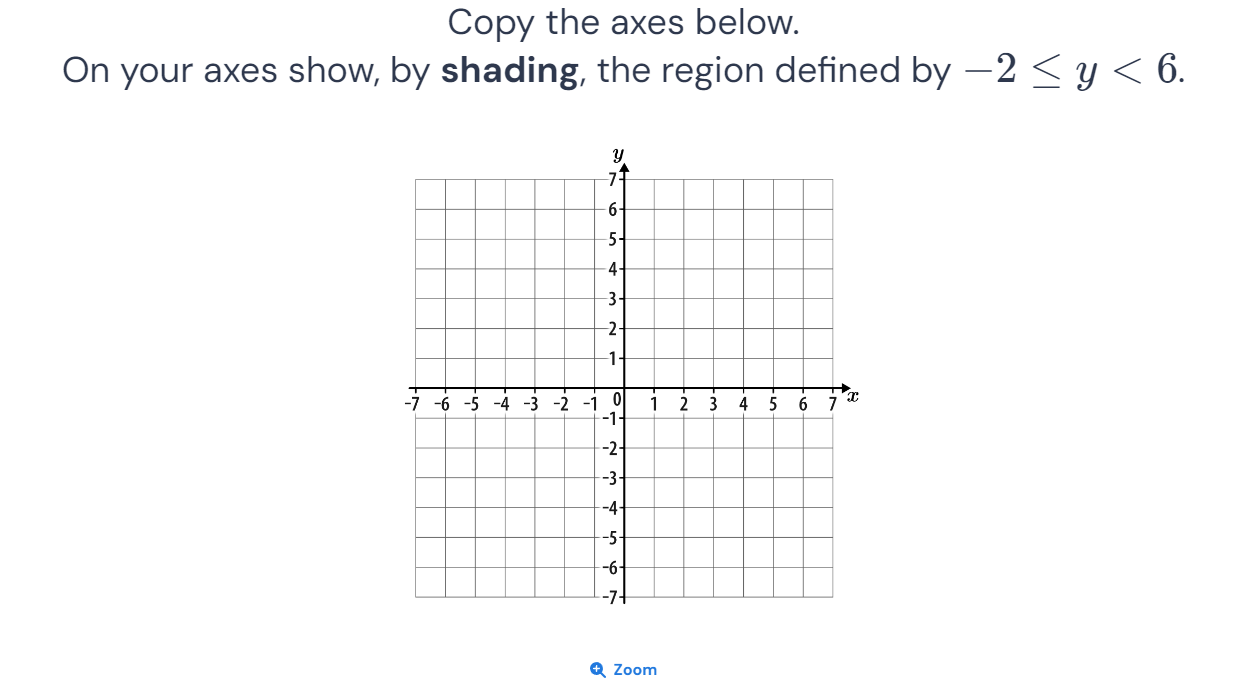 Copy the axes below.
On your axes show, by shading, the region defined by −2 ≤ y < 6.
y
7
6
5
4
3
2
1
-7 -6 -5 -4 -3 -2 -1 0 1 2 3 4 5 6 7 x
-1
-2
-3
-4
-5
-6
-7
Zoom